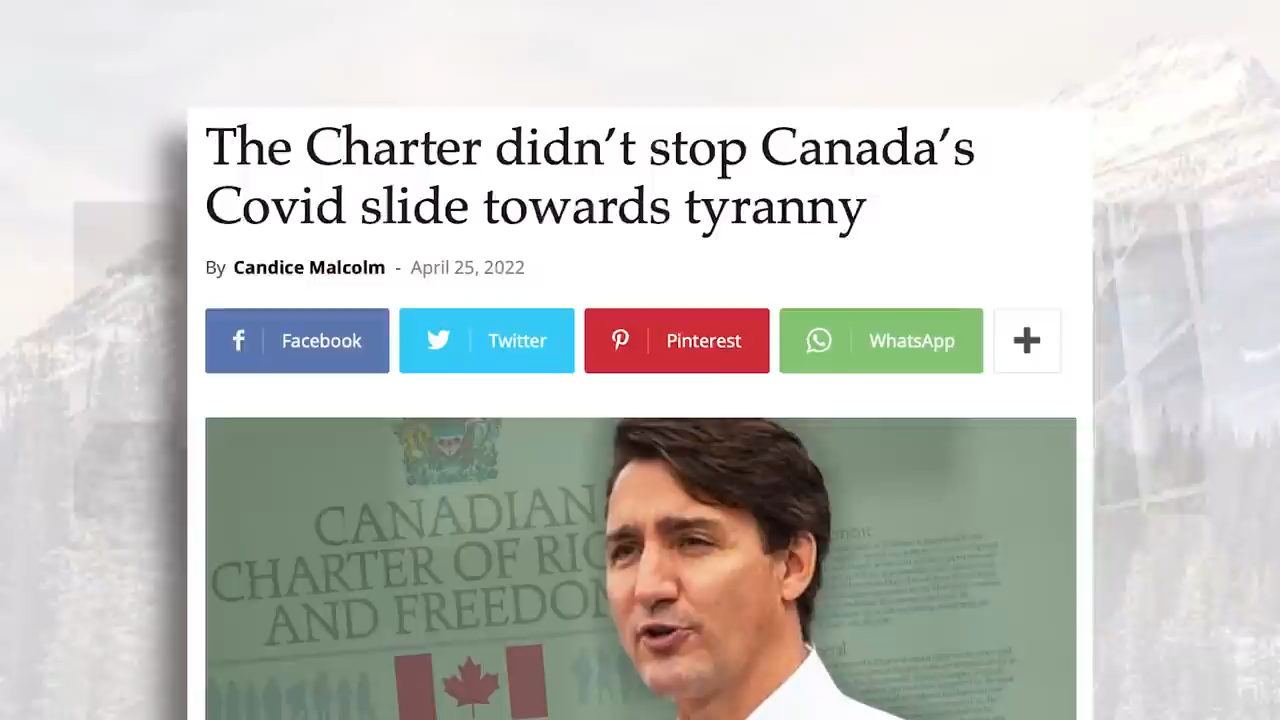 The Charter didn’t stop Canada’s
Covid slide towards tyranny
By Candice Malcolm - April 25, 2022
Facebook
Twitter
Pinterest
WhatsApp
CANADIAN
CHARTER OF RIG
AND FREEDO